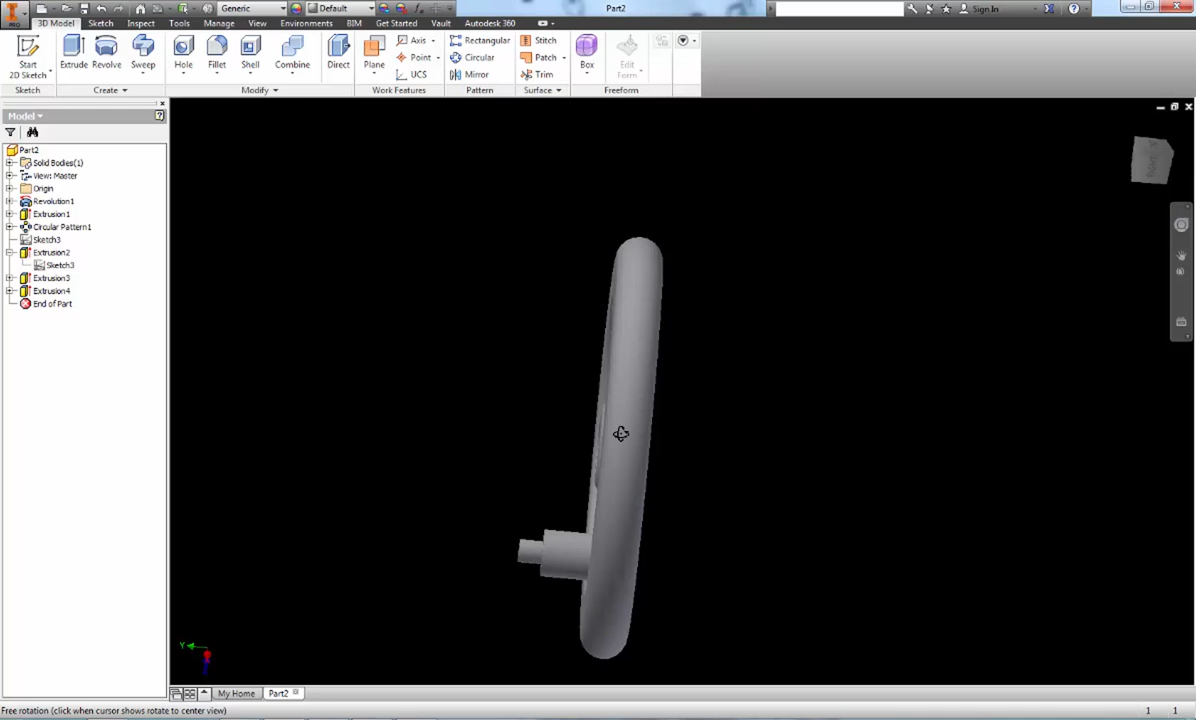 PRO Generic Default fx Part2 Sign In
3D Model Sketch Inspect Tools Manage View Environments BIM Get Started Vault Autodesk 360
Start
2D Sketch
Extrude Revolve Sweep
Hole Fillet Shell Combine
Direct
Plane
Axis
Point
UCS
Rectangular
Circular
Mirror
Stitch
Patch
Trim
Box
Edit
Form
Sketch Create Modify Work Features Pattern Surface Freeform
Model
Part2
Solid Bodies(1)
View: Master
Origin
Revolution1
Extrusion1
Circular Pattern1
Sketch3
Extrusion2
Sketch3
Extrusion3
Extrusion4
End of Part
Y
My Home Part2
Free rotation (click when cursor shows rotate to center view) 1 1